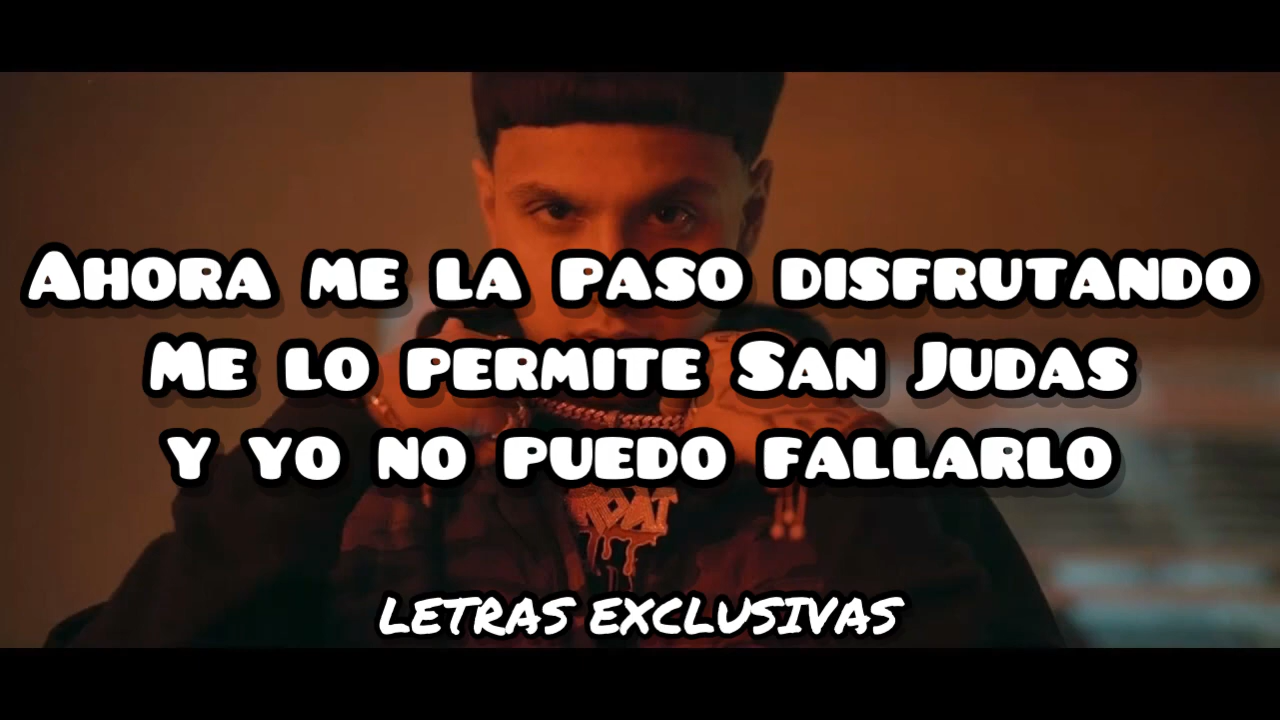 Ahora me la paso disfrutando
Me lo permite San Judas
y yo no puedo fallarlo
LETRAS EXCLUSIVAS